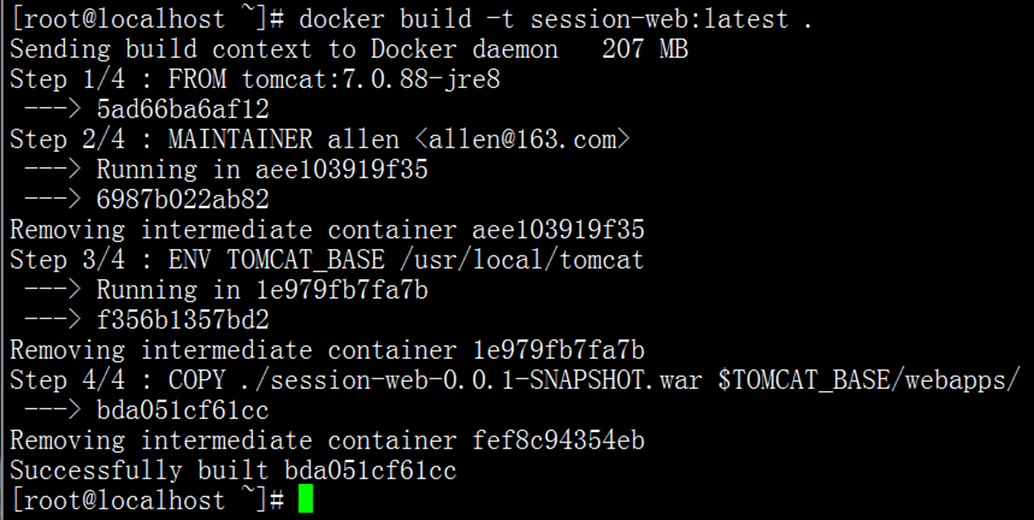 [root@localhost ~]# docker build -t session-web:latest .
Sending build context to Docker daemon   207 MB
Step 1/4 : FROM tomcat:7.0.88-jre8
 ---> 5ad66ba6af12
Step 2/4 : MAINTAINER allen <allen@163.com>
 ---> Running in aee103919f35
 ---> 6987b022ab82
Removing intermediate container aee103919f35
Step 3/4 : ENV TOMCAT_BASE /usr/local/tomcat
 ---> Running in 1e979fb7fa7b
 ---> f356b1357bd2
Removing intermediate container 1e979fb7fa7b
Step 4/4 : COPY ./session-web-0.0.1-SNAPSHOT.war $TOMCAT_BASE/webapps/
 ---> bda051cf61cc
Removing intermediate container fef8c94354eb
Successfully built bda051cf61cc
[root@localhost ~]#